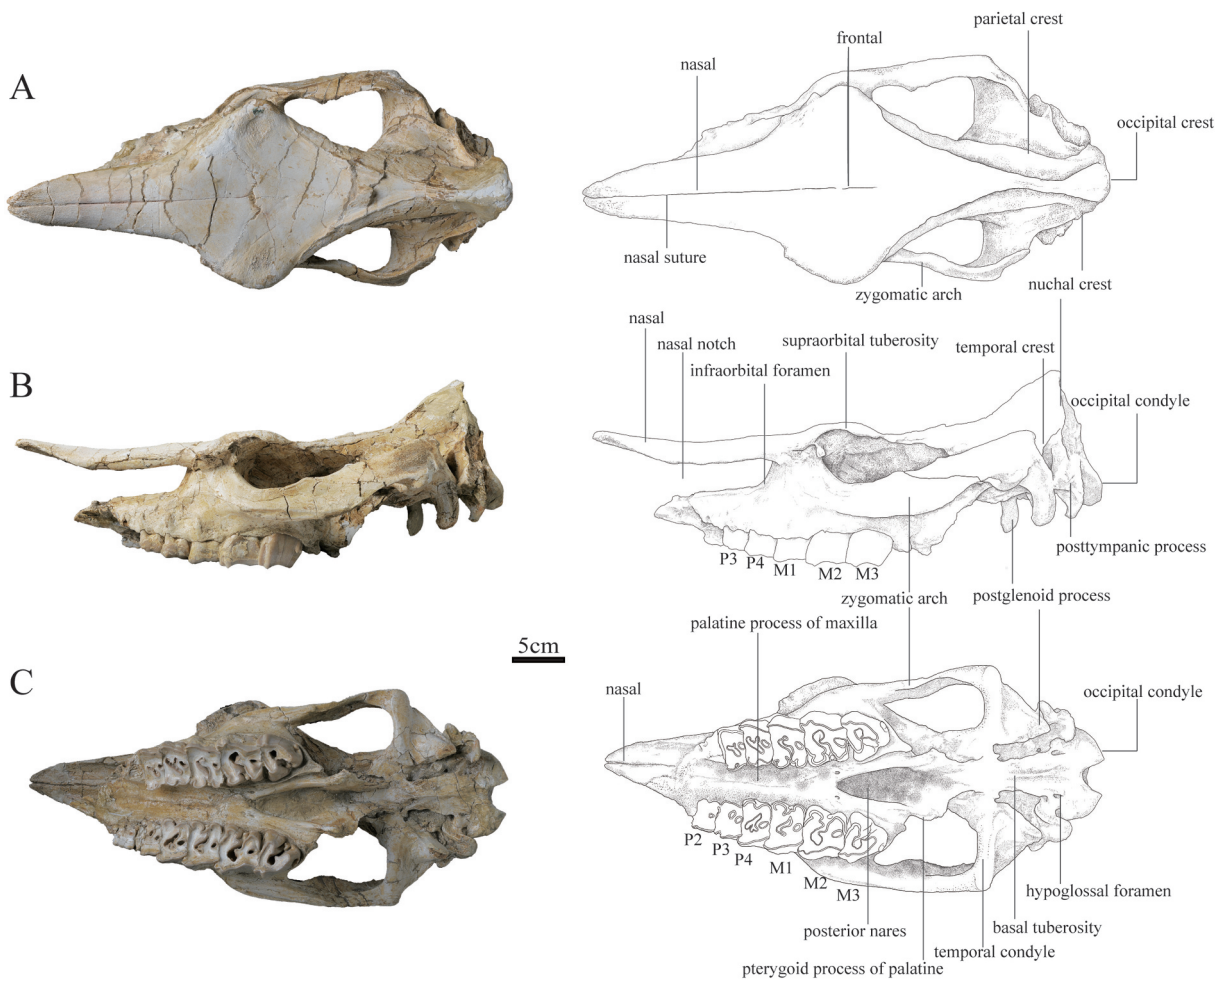 A
parietal crest
frontal
nasal
occipital crest
nasal suture
zygomatic arch
nuchal crest
B
nasal
nasal notch
supraorbital tuberosity
temporal crest
infraorbital foramen
occipital condyle
posttympanic process
P3
P4
M1
M2
M3
zygomatic arch
postglenoid process
palatine process of maxilla
5cm
C
nasal
occipital condyle
P2
P3
P4
M1
M2
M3
hypoglossal foramen
posterior nares
basal tuberosity
temporal condyle
pterygoid process of palatine